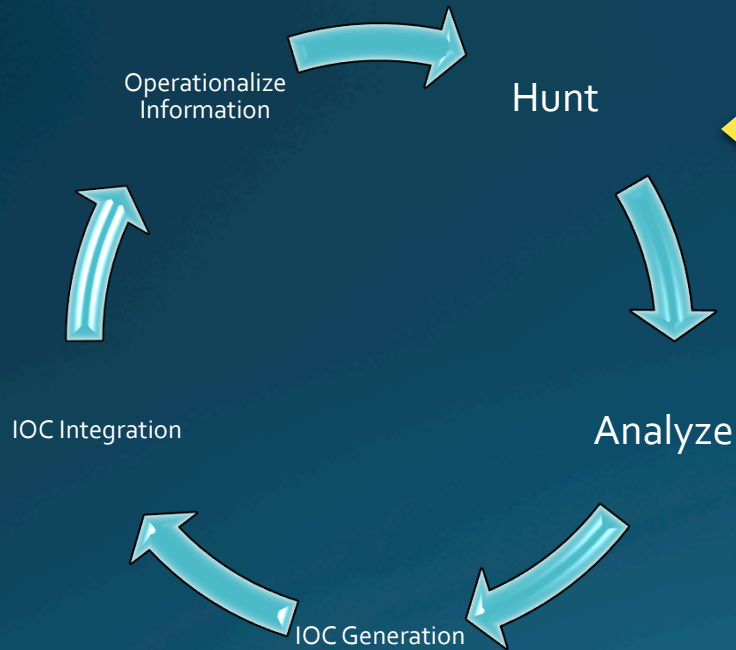 Operationalize
Information
Hunt
Analyze
IOC Generation
IOC Integration